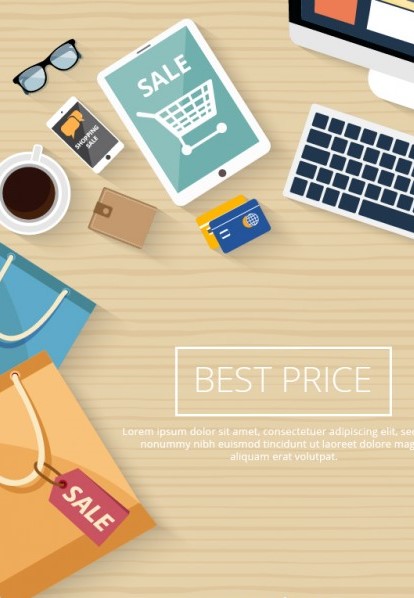 SALE
SHOPPING
SALE
BEST PRICE
Lorem ipsum dolor sit amet, consectetuer adipiscing elit, sed
nonummy nibh euismod tincidunt ut laoreet dolore mag
aliquam erat volutpat.
SALE